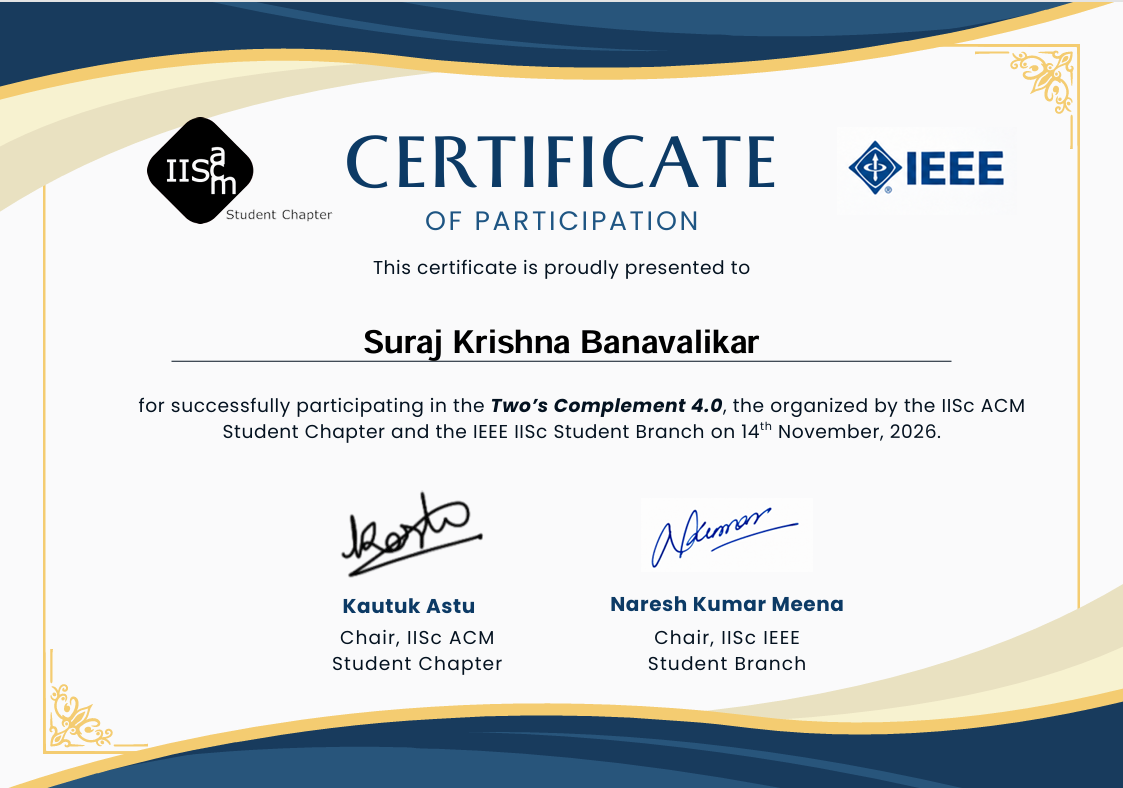 IISc acm
Student Chapter
CERTIFICATE
IEEE
®
OF PARTICIPATION
This certificate is proudly presented to
Suraj Krishna Banavalikar
for successfully participating in the Two’s Complement 4.0, the organized by the IISc ACM
Student Chapter and the IEEE IISc Student Branch on 14th November, 2026.
Kautuk Astu
Naresh Kumar Meena
Chair, IISc ACM
Student Chapter
Chair, IISc IEEE
Student Branch